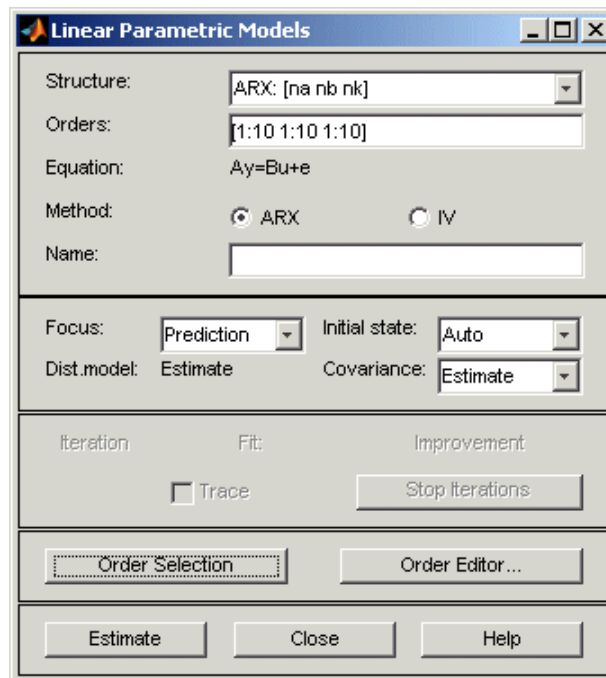 Linear Parametric Models
Structure: ARX: [na nb nk]
Orders: [1:10 1:10 1:10]
Equation: Ay=Bu+e
Method: ARX IV
Name:
Focus: Prediction Initial state: Auto
Dist.model: Estimate Covariance: Estimate
Iteration Fit: Improvement
Trace Stop Iterations
Order Selection Order Editor...
Estimate Close Help